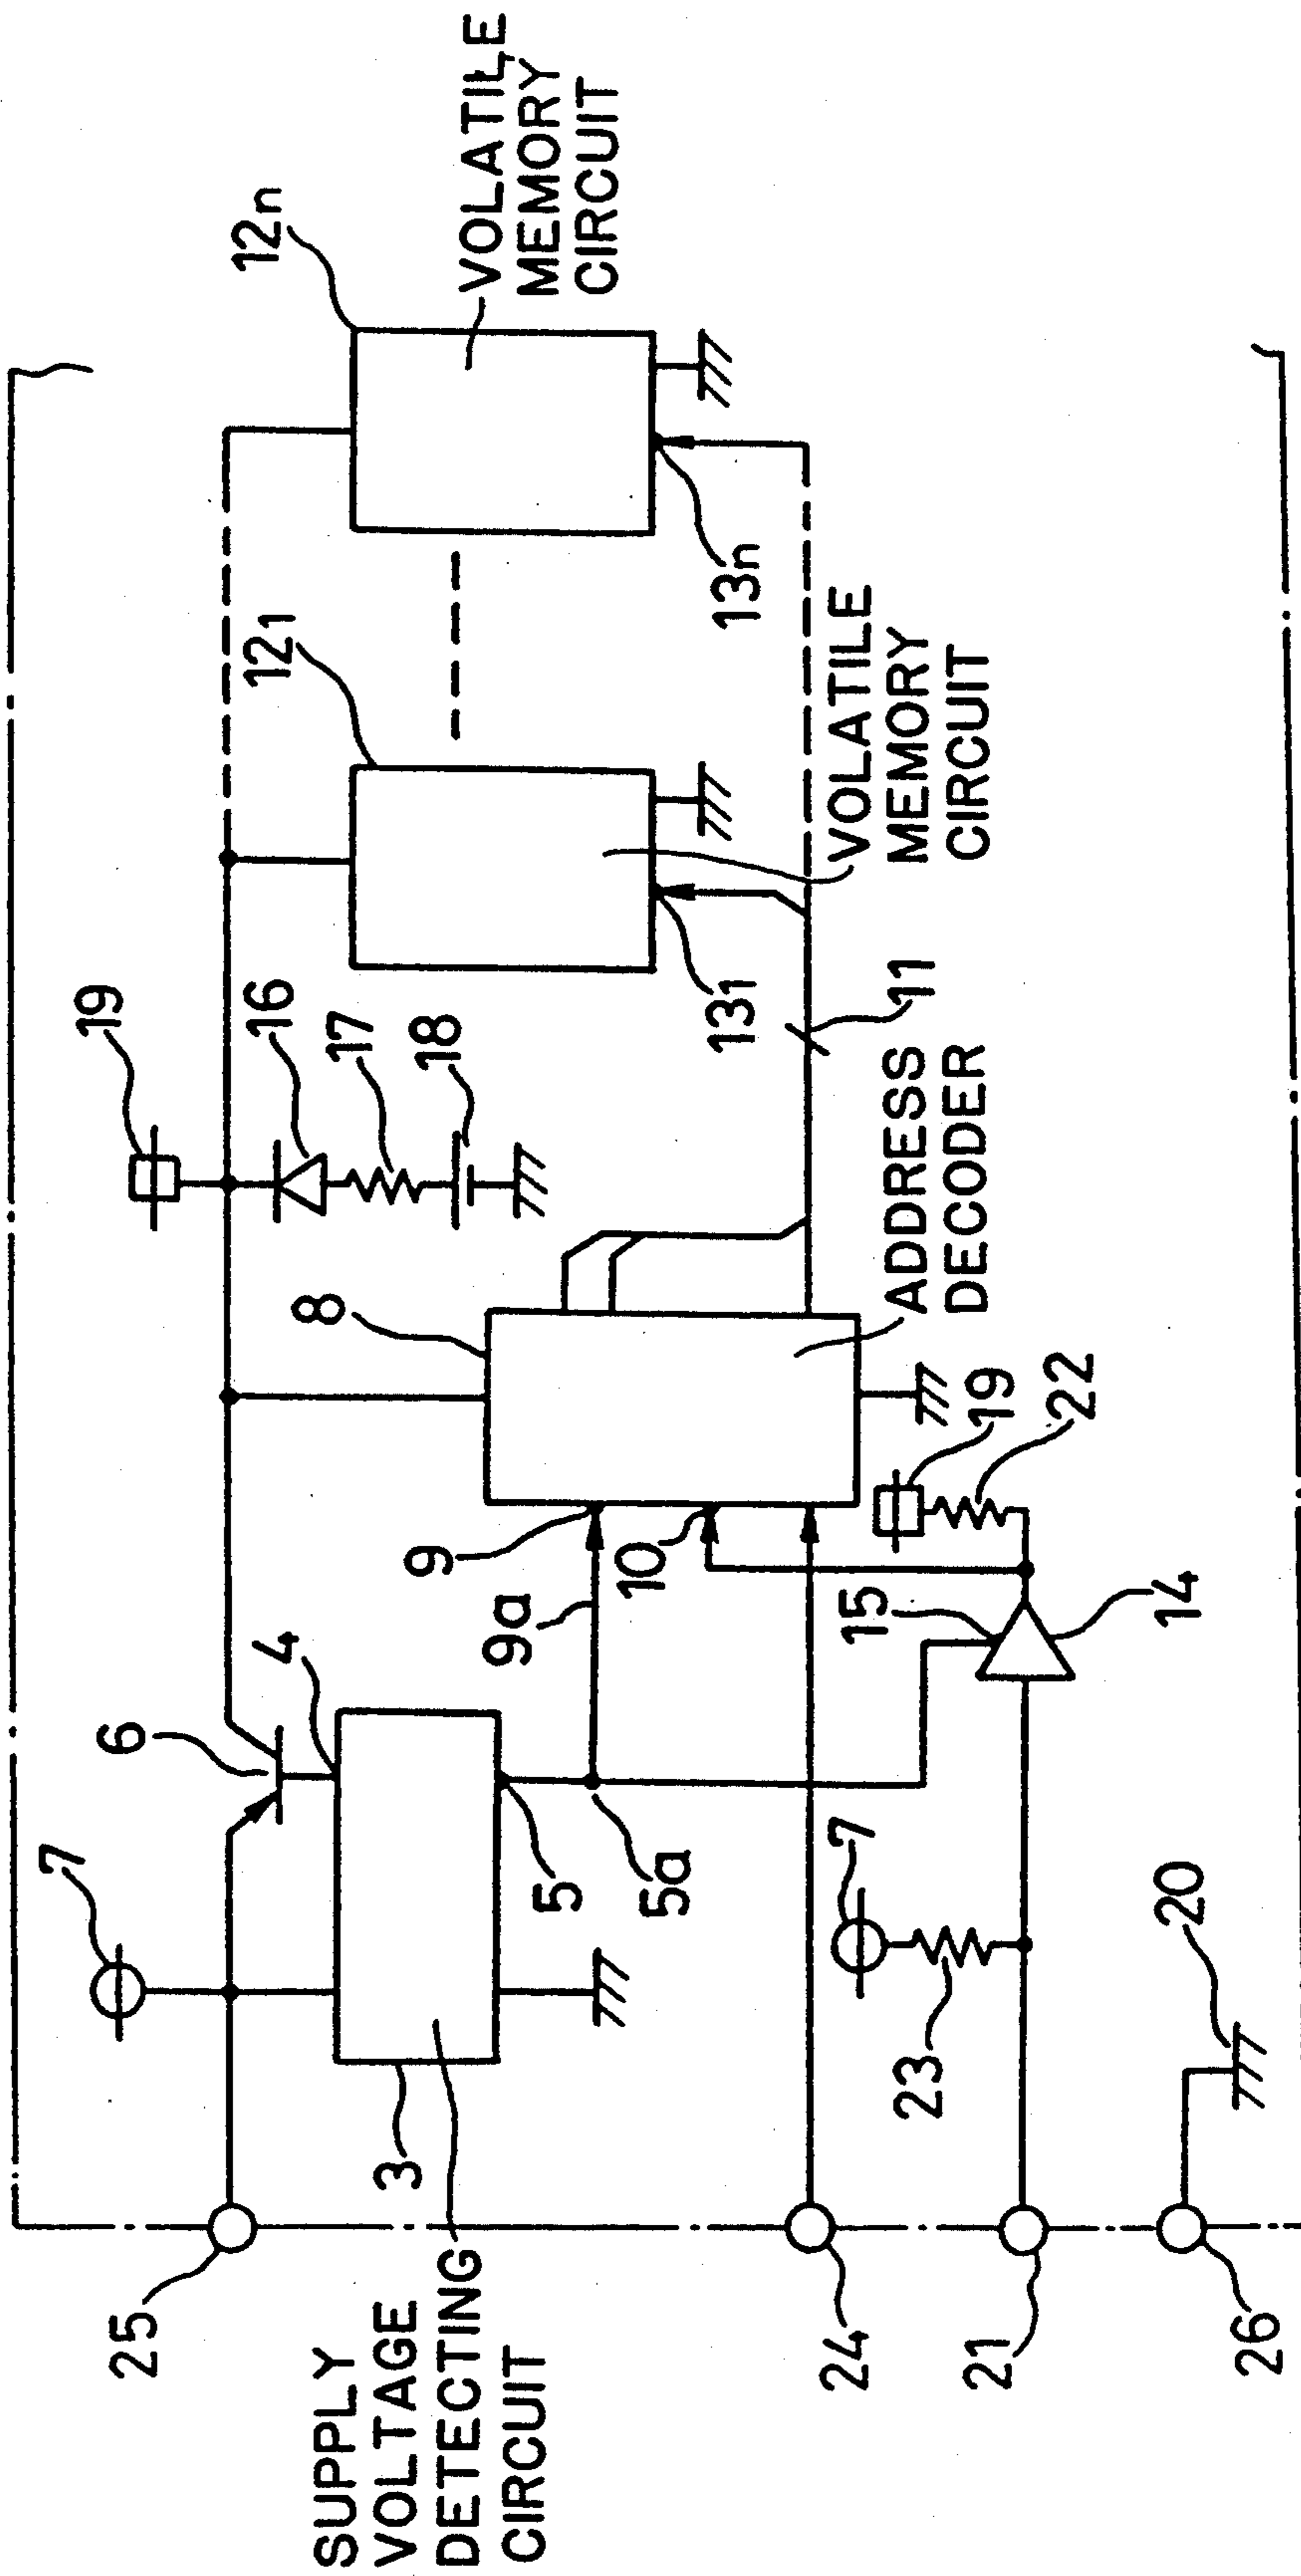 25
7
6
4
3
5
5a
9a
9
10
8
19
16
17
18
12₁
12n
VOLATILE
MEMORY
CIRCUIT
13₁
13n
VOLATILE
MEMORY
CIRCUIT
11
ADDRESS
DECODER
19
22
15
14
7
23
20
SUPPLY
VOLTAGE
DETECTING
CIRCUIT
24
21
26